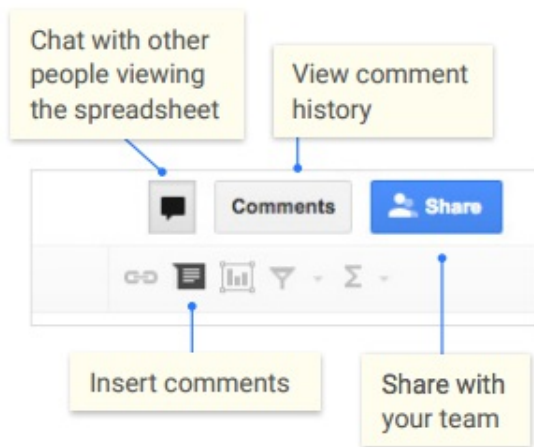 Chat with other
people viewing
the spreadsheet
View comment
history
Comments
Share
Insert comments
Share with
your team